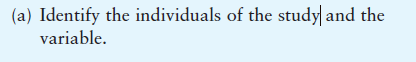 (a) Identify the individuals of the study and the
variable.